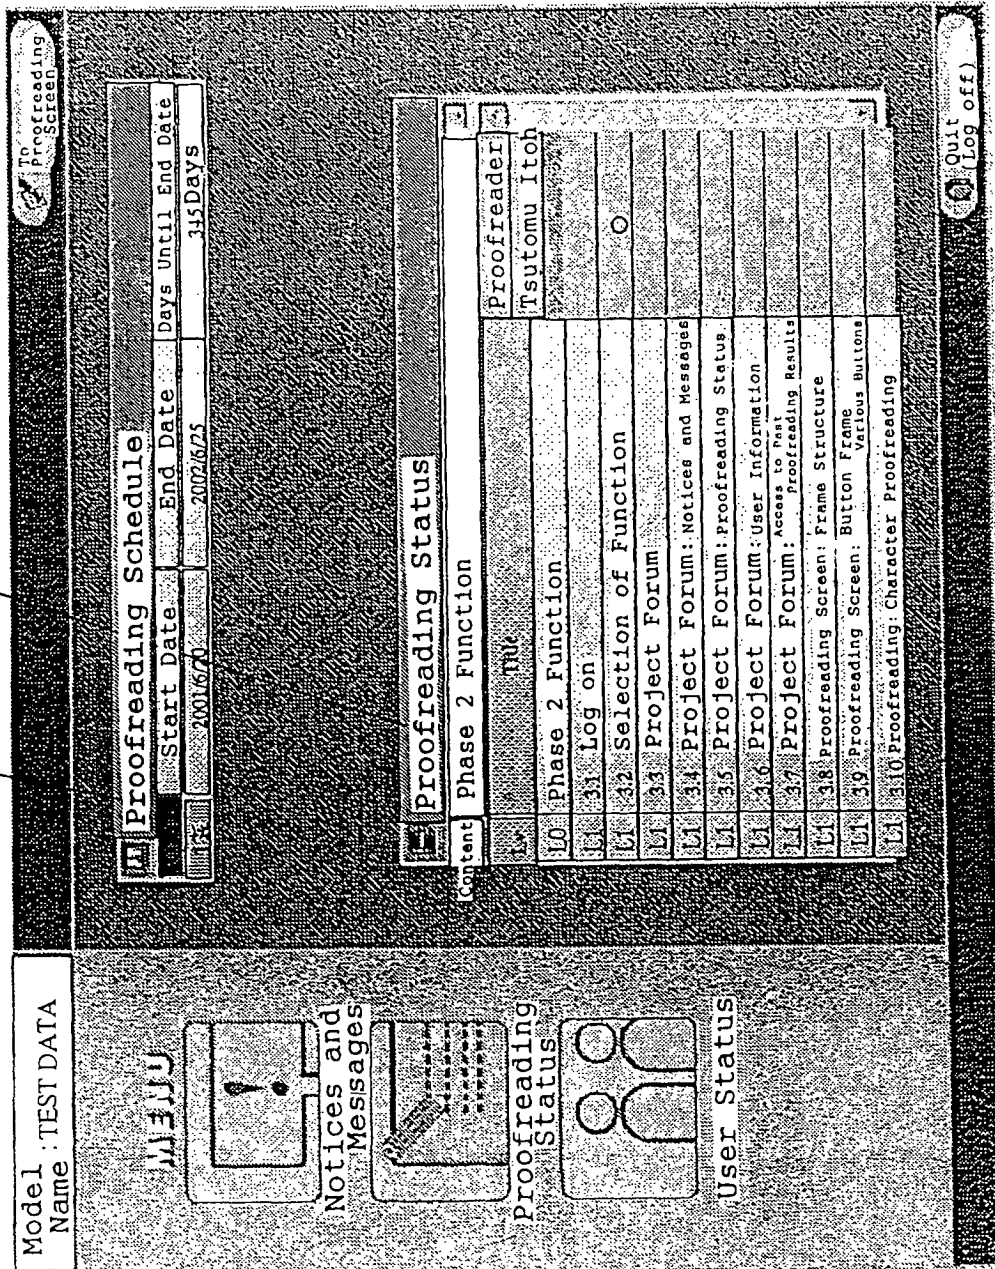 Model
Name : TEST DATA
To
Proofreading
Screen
MENU
Notices and
Messages
Proofreading
Status
User Status
Proofreading Schedule
Start Date End Date Days Until End Date
2001/6/20 2002/6/25 345 Days
Proofreading Status
Content Phase 2 Function
Lv Title Proofreader
Tsutomu Itoh
L0 Phase 2 Function
L1 3.1 Log on
L1 3.2 Selection of Function ○
L1 3.3 Project Forum
L1 3.4 Project Forum: Notices and Messages
L1 3.5 Project Forum: Proofreading Status
L1 3.6 Project Forum: User Information
L1 3.7 Project Forum: Access to Past
Proofreading Results
L1 3.8 Proofreading Screen: Frame Structure
L1 3.9 Proofreading Screen: Button Frame
Various Buttons
L1 3.10 Proofreading: Character Proofreading
Quit
(Log off)